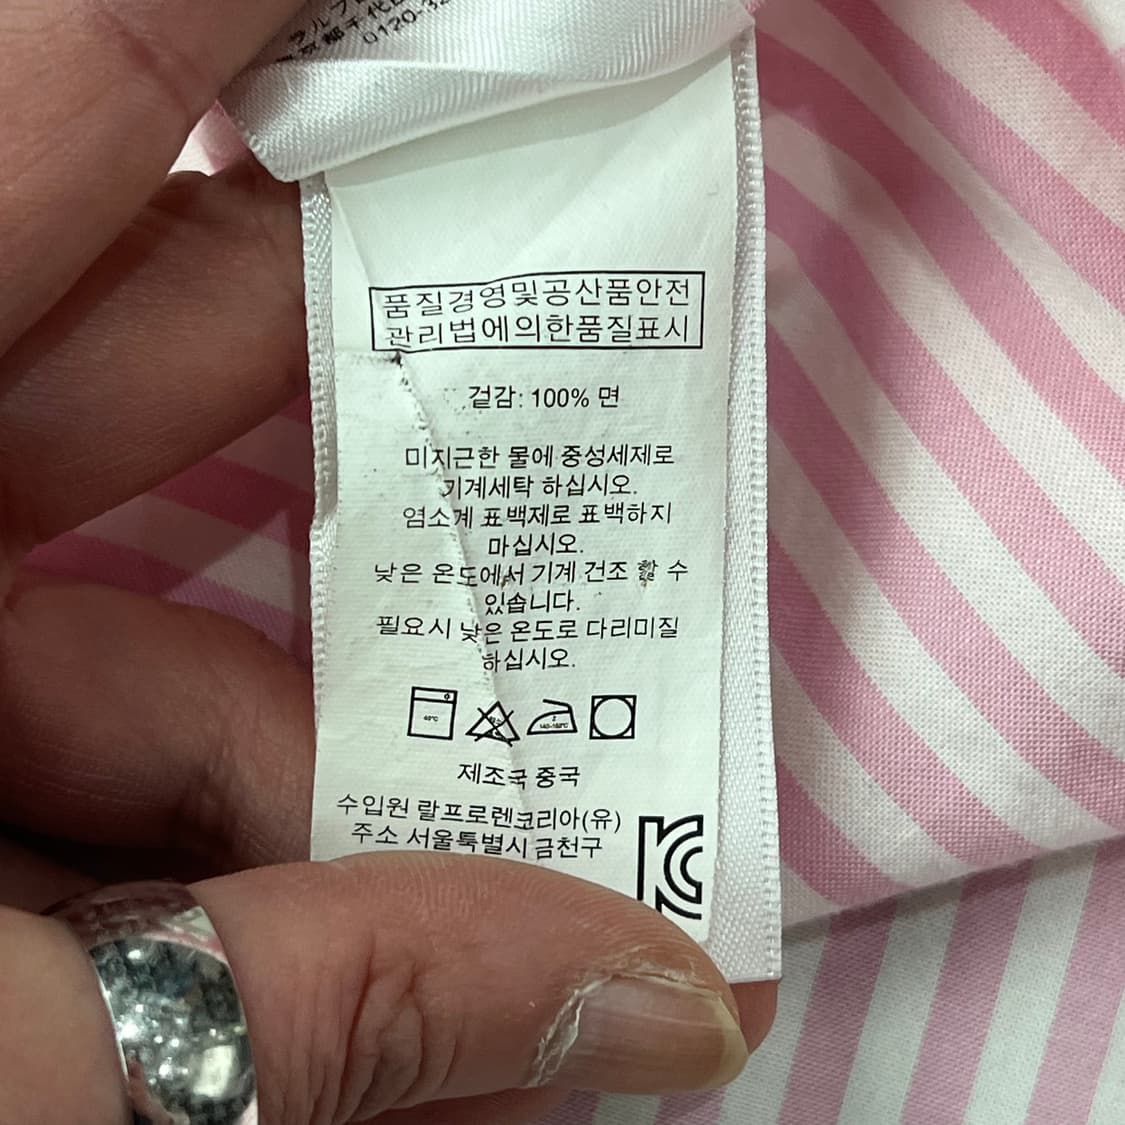 0120-32
품질경영및공산품안전
관리법에의한품질표시
겉감: 100% 면
미지근한 물에 중성세제로
기계세탁 하십시오.
염소계 표백제로 표백하지
마십시오.
낮은 온도에서 기계 건조 할 수
있습니다.
필요시 낮은 온도로 다리미질
하십시오.
40°C
제조국 중국
수입원 랄프로렌코리아(유)
주소 서울특별시 금천구
KC